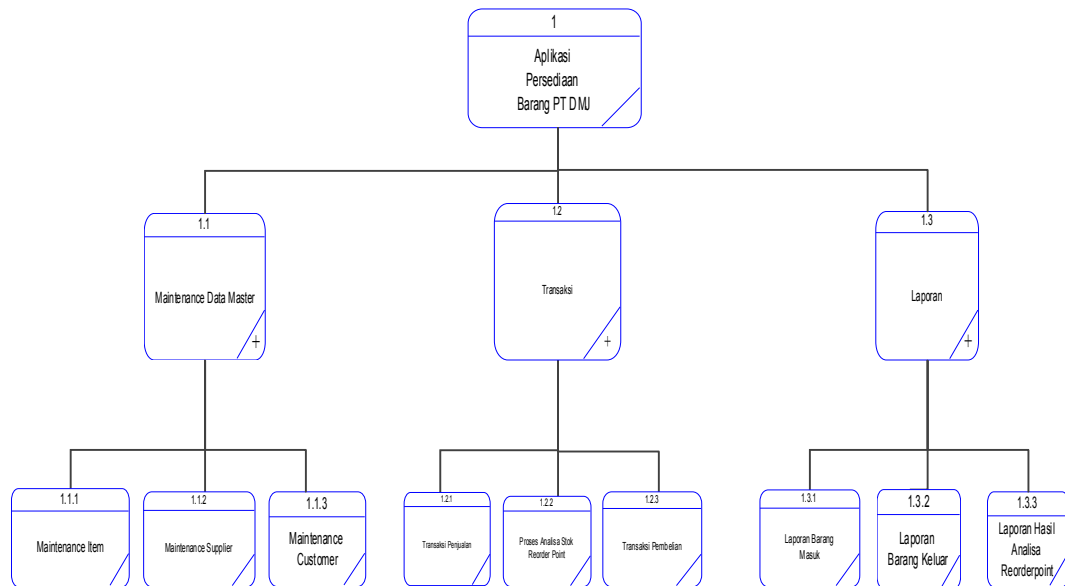 1
Aplikasi
Persediaan
Barang PT DMJ
1.1
Maintenance Data Master
+
1.2
Transaksi
+
1.3
Laporan
+
1.1.1
Maintenance Item
1.1.2
Maintenance Supplier
1.1.3
Maintenance
Customer
1.2.1
Transaksi Penjualan
1.2.2
Proses Analisa Stok
Reorder Point
1.2.3
Transaksi Pembelian
1.3.1
Laporan Barang
Masuk
1.3.2
Laporan
Barang Keluar
1.3.3
Laporan Hasil
Analisa
Reorderpoint